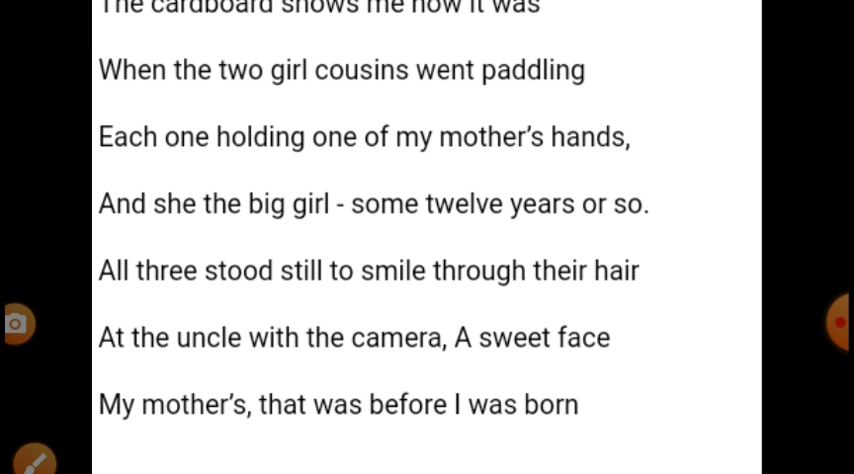 The cardboard shows me how it was
When the two girl cousins went paddling
Each one holding one of my mother’s hands,
And she the big girl - some twelve years or so.
All three stood still to smile through their hair
At the uncle with the camera, A sweet face
My mother’s, that was before I was born